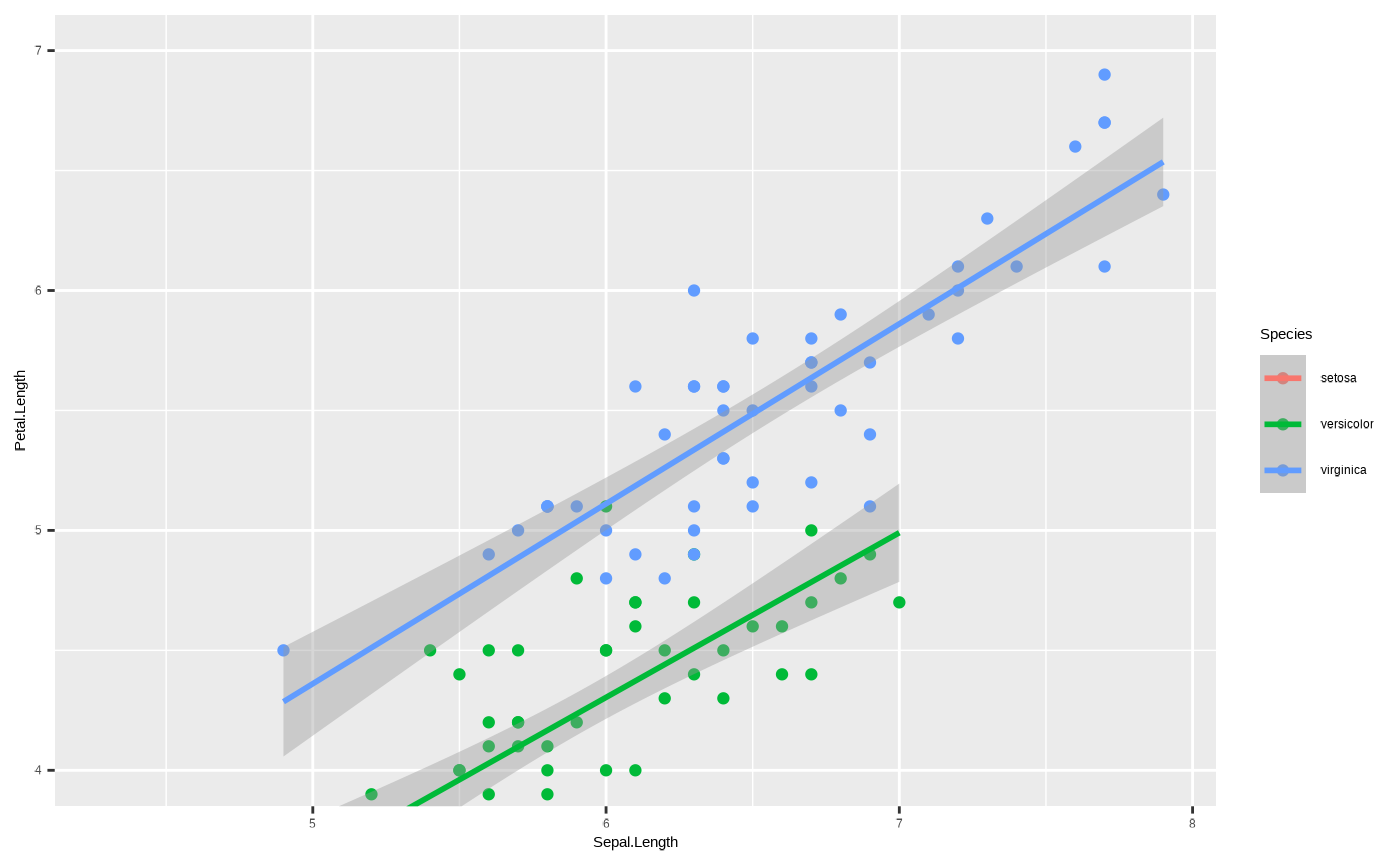 Petal.Length
7
6
5
4
5 6 7 8
Sepal.Length
Species
setosa
versicolor
virginica